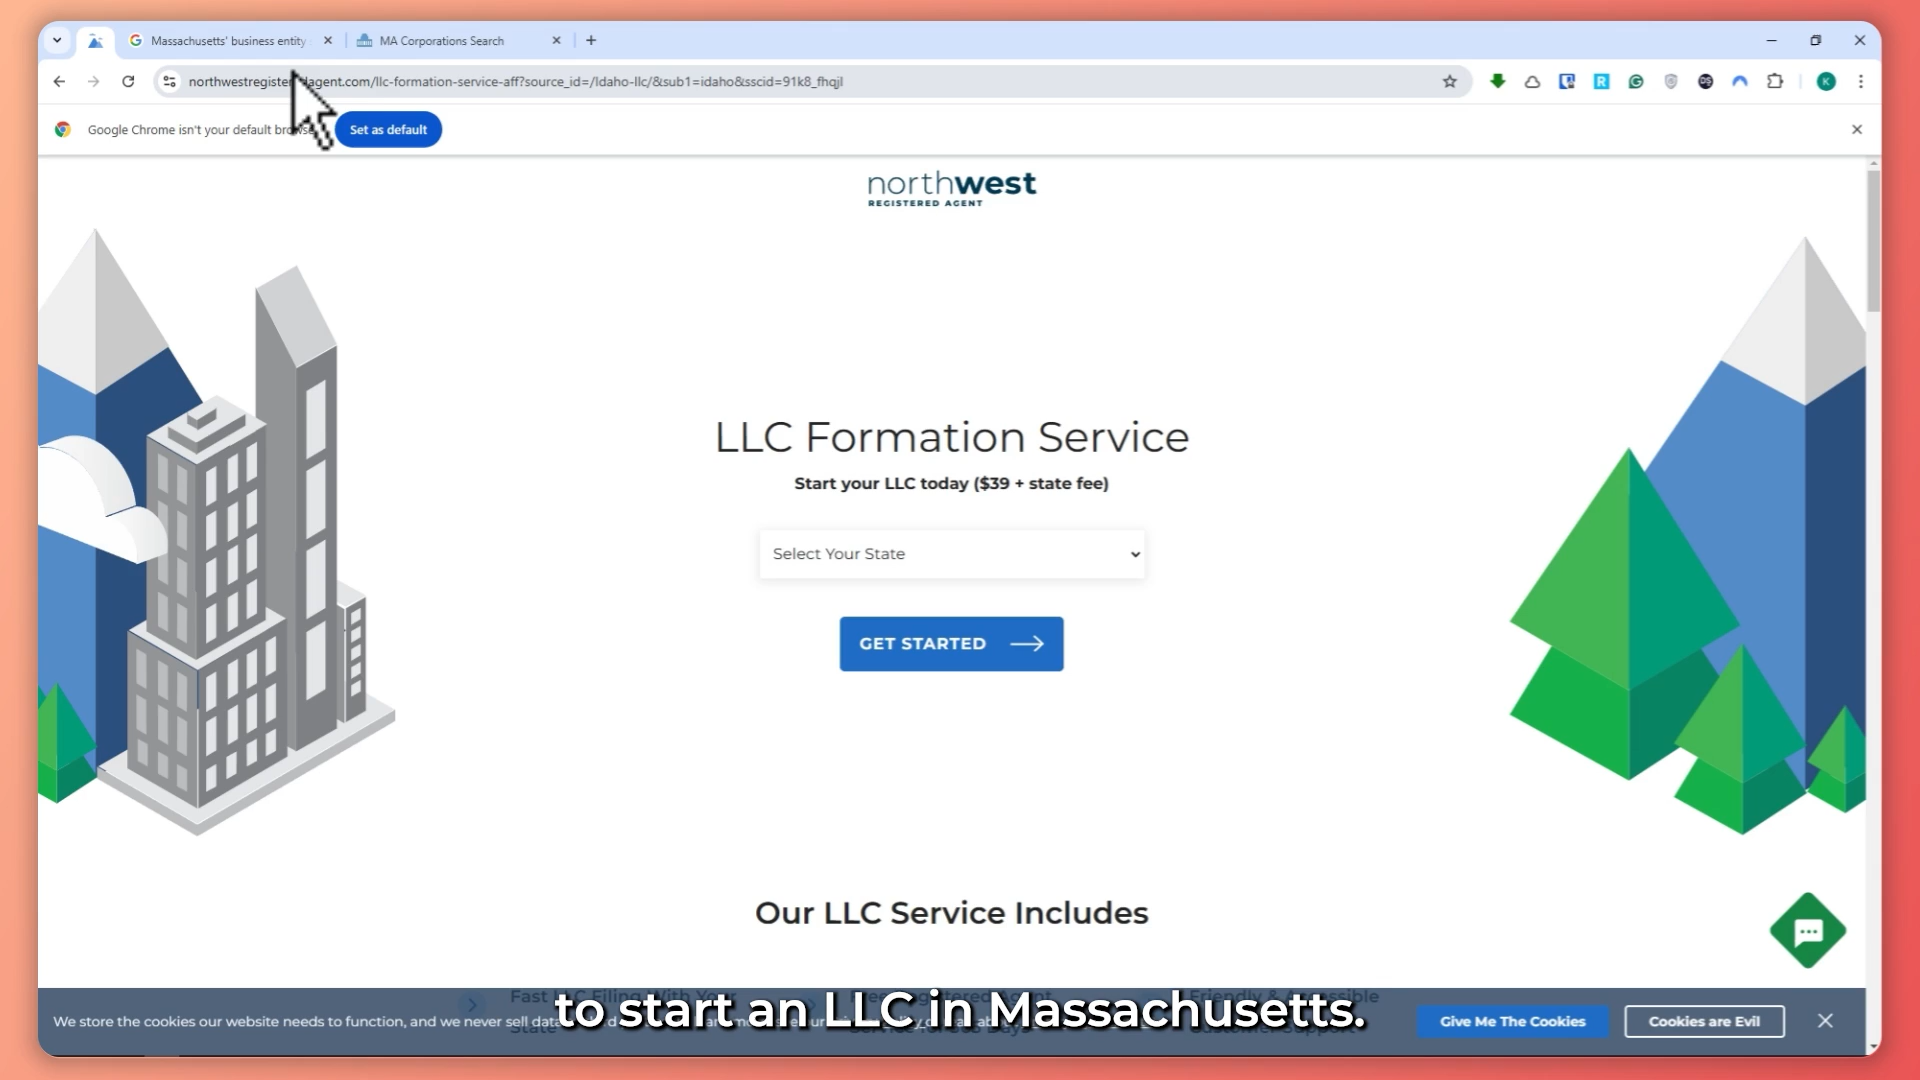 Massachusetts' business entity
MA Corporations Search
northwestregister agent.com/llc-formation-service-aff?source_id=/Idaho-llc/&sub1=idaho&sscid=91k8_fhqjl
Google Chrome isn't your default
Set as default
northwest
REGISTERED AGENT
LLC Formation Service
Start your LLC today ($39 + state fee)
Select Your State
GET STARTED
Our LLC Service Includes
to start an LLC in Massachusetts.
We store the cookies our website needs to function, and we never sell data
Give Me The Cookies
Cookies are Evil